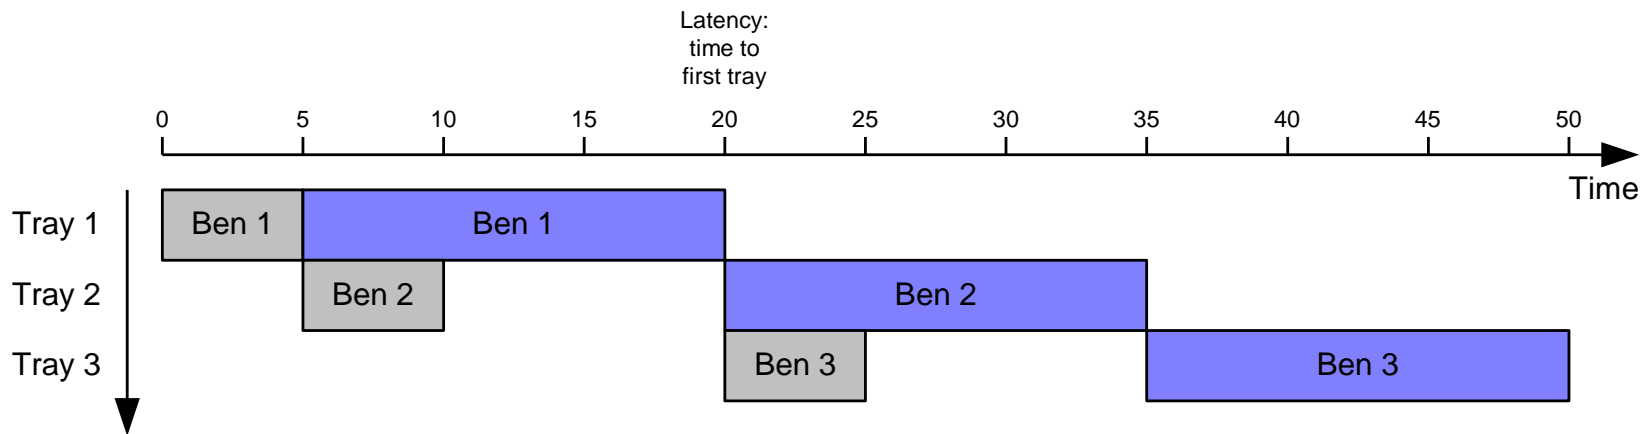 Latency:
time to
first tray
0 5 10 15 20 25 30 35 40 45 50
Time
Tray 1 Ben 1 Ben 1
Tray 2 Ben 2 Ben 2
Tray 3 Ben 3 Ben 3